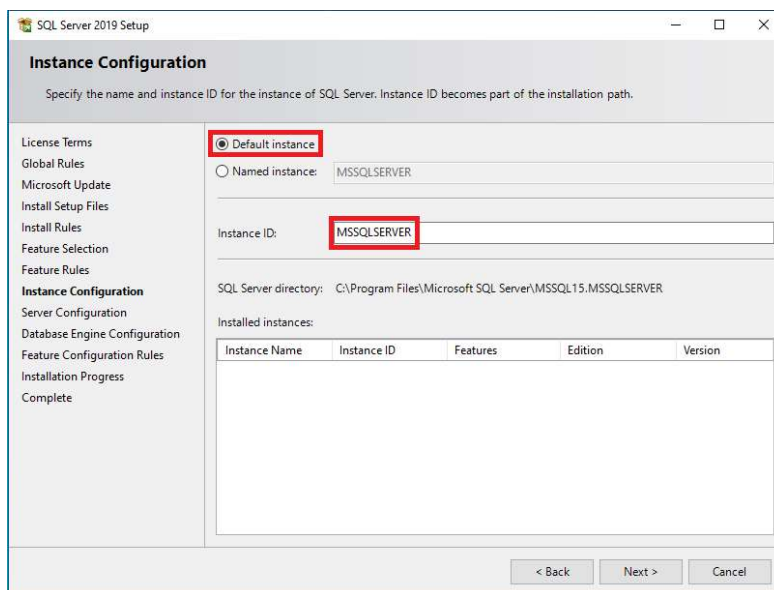 SQL Server 2019 Setup
Instance Configuration
Specify the name and instance ID for the instance of SQL Server. Instance ID becomes part of the installation path.
License Terms
Global Rules
Microsoft Update
Install Setup Files
Install Rules
Feature Selection
Feature Rules
Instance Configuration
Server Configuration
Database Engine Configuration
Feature Configuration Rules
Installation Progress
Complete
Default instance
Named instance: MSSQLSERVER
Instance ID: MSSQLSERVER
SQL Server directory: C:\Program Files\Microsoft SQL Server\MSSQL15.MSSQLSERVER
Installed instances:
Instance Name Instance ID Features Edition Version
< Back Next > Cancel